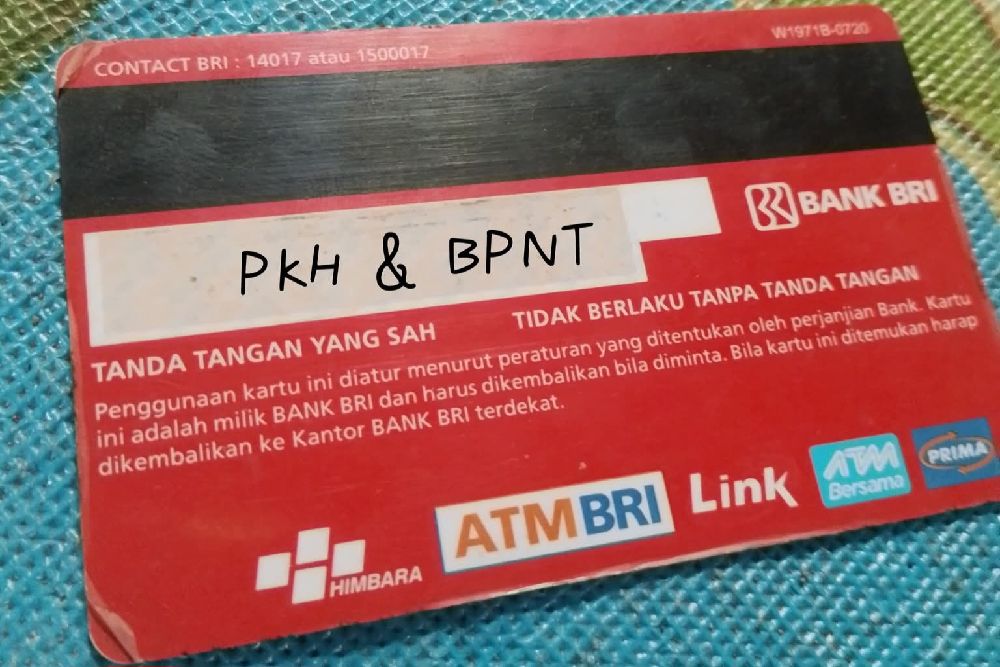 CONTACT BRI : 14017 atau 1500017
W1971B-0720
BANK BRI
PKH & BPNT
TANDA TANGAN YANG SAH
TIDAK BERLAKU TANPA TANDA TANGAN
Penggunaan kartu ini diatur menurut peraturan yang ditentukan oleh perjanjian Bank. Kartu
ini adalah milik BANK BRI dan harus dikembalikan bila diminta. Bila kartu ini ditemukan harap
dikembalikan ke Kantor BANK BRI terdekat.
HIMBARA
ATM BRI
Link
ATM
Bersama
PRIMA